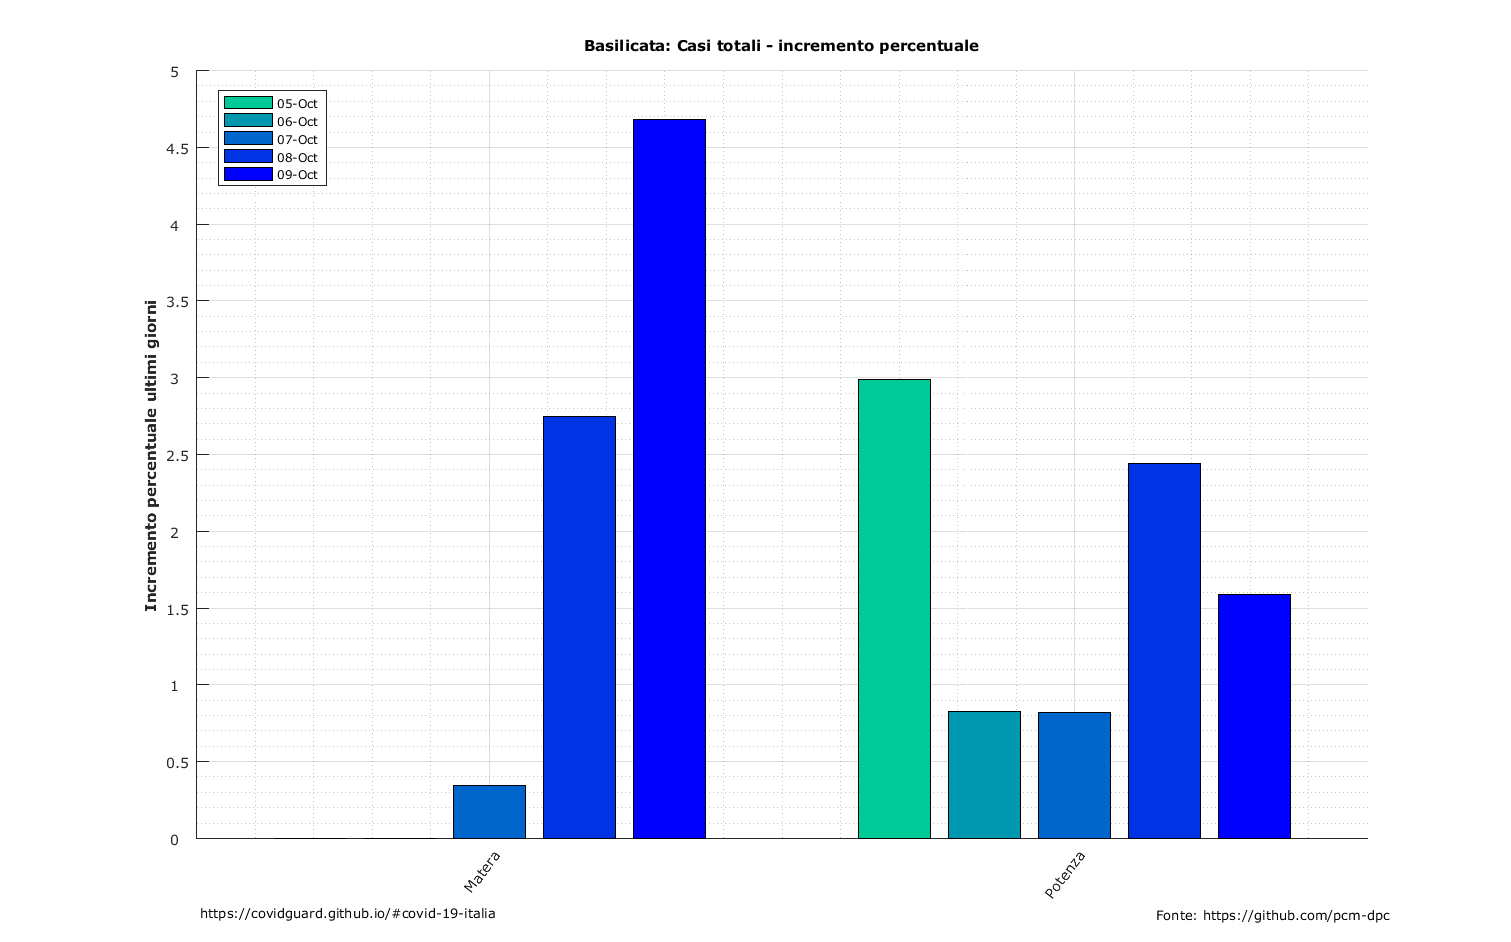 Basilicata: Casi totali - incremento percentuale
Incremento percentuale ultimi giorni
5
4.5
4
3.5
3
2.5
2
1.5
1
0.5
0
05-Oct
06-Oct
07-Oct
08-Oct
09-Oct
Matera
Potenza
https://covidguard.github.io/#covid-19-italia
Fonte: https://github.com/pcm-dpc